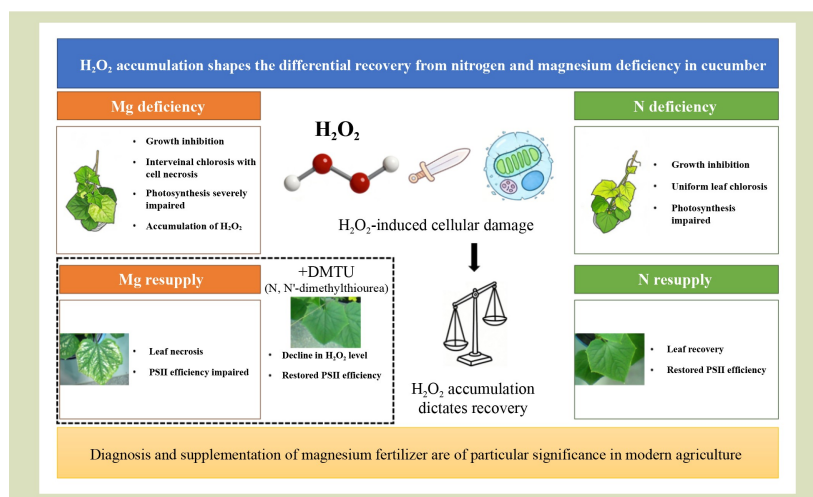 H₂O₂ accumulation shapes the differential recovery from nitrogen and magnesium deficiency in cucumber
Mg deficiency
• Growth inhibition
• Interveinal chlorosis with
cell necrosis
• Photosynthesis severely
impaired
• Accumulation of H₂O₂
H₂O₂
H₂O₂-induced cellular damage
N deficiency
• Growth inhibition
• Uniform leaf chlorosis
• Photosynthesis
impaired
Mg resupply
• Leaf necrosis
• PSII efficiency impaired
+DMTU
(N, N'-dimethylthiourea)
• Decline in H₂O₂ level
• Restored PSII efficiency
H₂O₂ accumulation
dictates recovery
N resupply
• Leaf recovery
• Restored PSII efficiency
Diagnosis and supplementation of magnesium fertilizer are of particular significance in modern agriculture